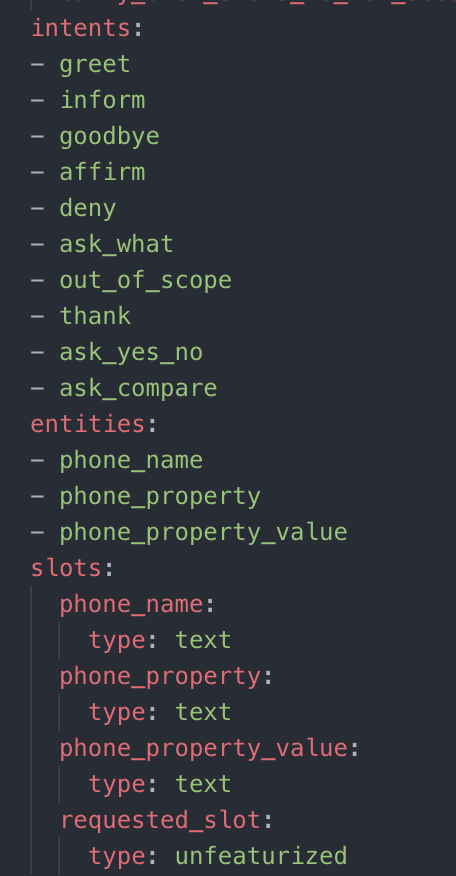 intents:
- greet
- inform
- goodbye
- affirm
- deny
- ask_what
- out_of_scope
- thank
- ask_yes_no
- ask_compare
entities:
- phone_name
- phone_property
- phone_property_value
slots:
phone_name:
type: text
phone_property:
type: text
phone_property_value:
type: text
requested_slot:
type: unfeaturized